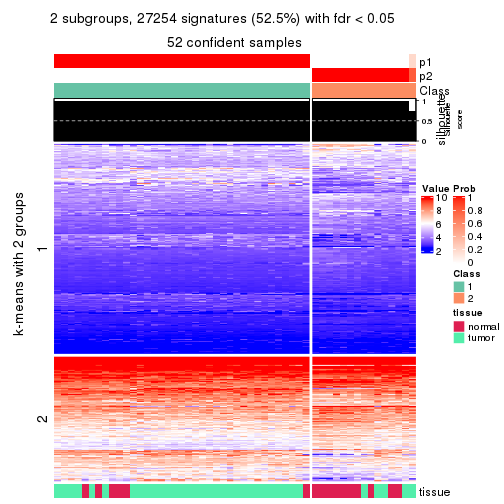 2 subgroups, 27254 signatures (52.5%) with fdr < 0.05
52 confident samples
p1
p2
Class
1
0.5
0
silhouette
score
k-means with 2 groups
1
2
Value
10
8
6
4
2
Prob
1
0.8
0.6
0.4
0.2
0
Class
1
2
tissue
normal
tumor
tissue